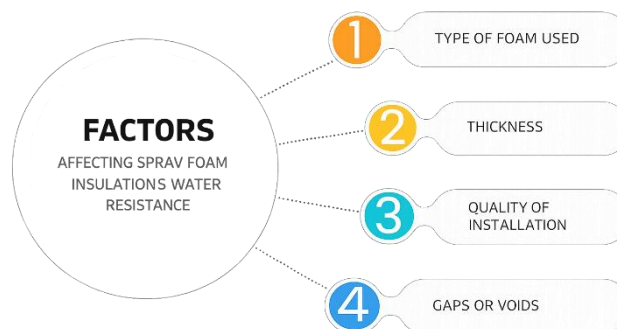 FACTORS
AFFECTING SPRAV FOAM
INSULATIONS WATER
RESISTANCE
1
TYPE OF FOAM USED
2
THICKNESS
3
QUALITY OF
INSTALLATION
4
GAPS OR VOIDS